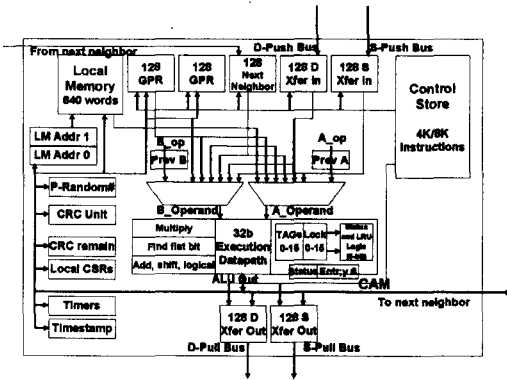 D-Push Bus
S-Push Bus
From next neighbor
Local
Memory
640 words
128
GPR
128
GPR
128
Next
Neighbor
128 D
Xfer In
128 S
Xfer In
Control
Store
4K/8K
Instructions
LM Addr 1
LM Addr 0
B_op
A_op
Prev B
Prev A
P-Random#
CRC Unit
CRC remain
Local CSRs
Timers
Timestamp
B_Operand
A_Operand
Multiply
Find fist bit
Add, shift, logical
32b
Execution
Datapath
TAGs
0-15
Lock
0-15
Status
and LRU
Logic
Status
Entry #
ALU Out
CAM
To next neighbor
128 D
Xfer Out
128 S
Xfer Out
D-Pull Bus
S-Pull Bus